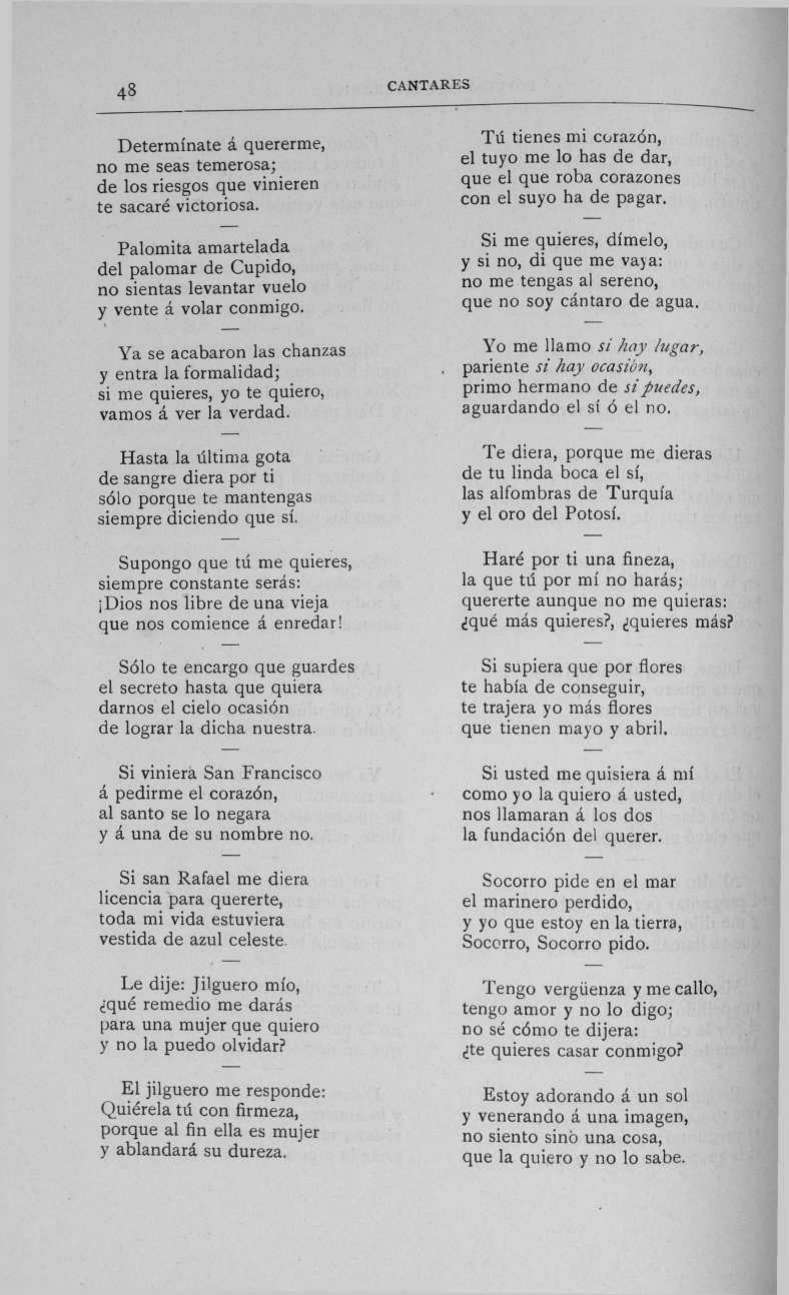 48
CANTARES
Determínate á quererme,
no me seas temerosa;
de los riesgos que vinieren
te sacaré victoriosa.
Palomita amartelada
del palomar de Cupido,
no sientas levantar vuelo
y vente á volar conmigo.
Ya se acabaron las chanzas
y entra la formalidad;
si me quieres, yo te quiero,
vamos á ver la verdad.
Hasta la última gota
de sangre diera por ti
sólo porque te mantengas
siempre diciendo que sí.
Supongo que tú me quieres,
siempre constante serás:
¡Dios nos libre de una vieja
que nos comience á enredar!
Sólo te encargo que guardes
el secreto hasta que quiera
darnos el cielo ocasión
de lograr la dicha nuestra.
Si viniera San Francisco
á pedirme el corazón,
al santo se lo negara
y á una de su nombre no.
Si san Rafael me diera
licencia para quererte,
toda mi vida estuviera
vestida de azul celeste.
Le dije: Jilguero mío,
¿qué remedio me darás
para una mujer que quiero
y no la puedo olvidar?
El jilguero me responde:
Quiérela tú con firmeza,
porque al fin ella es mujer
y ablandará su dureza.
Tú tienes mi corazón,
el tuyo me lo has de dar,
que el que roba corazones
con el suyo ha de pagar.
Si me quieres, dímelo,
y si no, di que me vaya:
no me tengas al sereno,
que no soy cántaro de agua.
Yo me llamo si hay lugar,
pariente si hay ocasión,
primo hermano de si puedes,
aguardando el sí ó el no.
Te diera, porque me dieras
de tu linda boca el sí,
las alfombras de Turquía
y el oro del Potosí.
Haré por ti una fineza,
la que tú por mí no harás;
quererte aunque no me quieras:
¿qué más quieres?, ¿quieres más?
Si supiera que por flores
te había de conseguir,
te trajera yo más flores
que tienen mayo y abril.
Si usted me quisiera á mí
como yo la quiero á usted,
nos llamaran á los dos
la fundación del querer.
Socorro pide en el mar
el marinero perdido,
y yo que estoy en la tierra,
Socorro, Socorro pido.
Tengo vergüenza y me callo,
tengo amor y no lo digo;
no sé cómo te dijera:
¿te quieres casar conmigo?
Estoy adorando á un sol
y venerando á una imagen,
no siento sino una cosa,
que la quiero y no lo sabe.